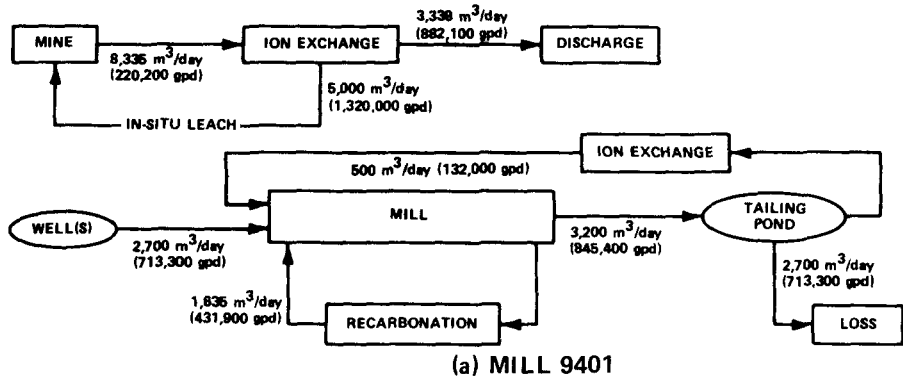 3,339 m³/day
(882,100 gpd)
MINE
ION EXCHANGE
DISCHARGE
8,335 m³/day
(220,200 gpd)
5,000 m³/day
(1,320,000 gpd)
IN-SITU LEACH
ION EXCHANGE
500 m³/day (132,000 gpd)
WELL(S)
MILL
TAILING
POND
2,700 m³/day
(713,300 gpd)
3,200 m³/day
(845,400 gpd)
2,700 m³/day
(713,300 gpd)
1,635 m³/day
(431,900 gpd)
RECARBONATION
LOSS
(a) MILL 9401